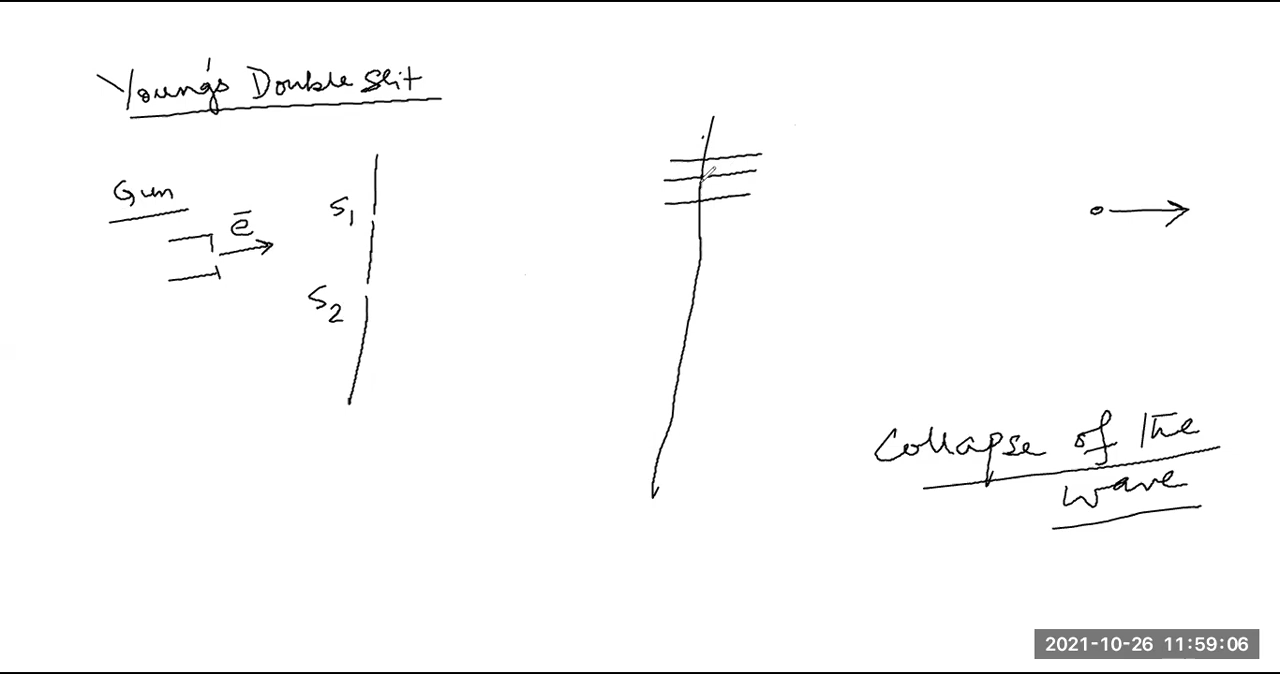 Young's Double Slit
Gun
ē
S₁
S₂
Collapse of the
wave
2021-10-26 11:59:06